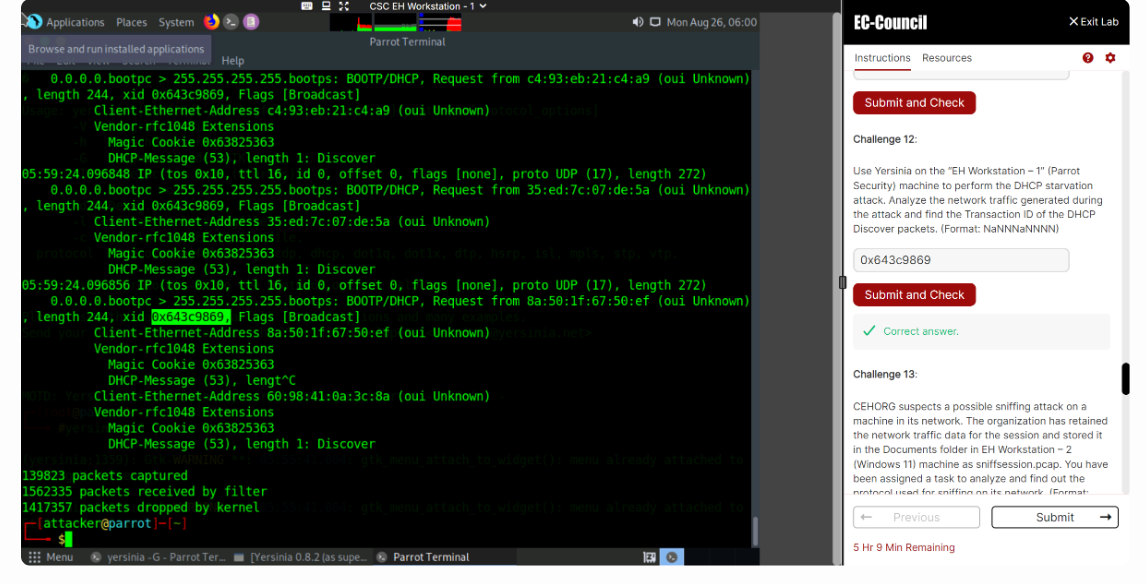 CSC EH Workstation - 1
Applications Places System
Mon Aug 26, 06:00
Browse and run installed applications
Parrot Terminal
Help
0.0.0.0.bootpc > 255.255.255.255.bootps: BOOTP/DHCP, Request from c4:93:eb:21:c4:a9 (oui Unknown)
, length 244, xid 0x643c9869, Flags [Broadcast]
Client-Ethernet-Address c4:93:eb:21:c4:a9 (oui Unknown)
Vendor-rfc1048 Extensions
Magic Cookie 0x63825363
DHCP-Message (53), length 1: Discover
05:59:24.096848 IP (tos 0x10, ttl 16, id 0, offset 0, flags [none], proto UDP (17), length 272)
0.0.0.0.bootpc > 255.255.255.255.bootps: BOOTP/DHCP, Request from 35:ed:7c:07:de:5a (oui Unknown)
, length 244, xid 0x643c9869, Flags [Broadcast]
Client-Ethernet-Address 35:ed:7c:07:de:5a (oui Unknown)
Vendor-rfc1048 Extensions
Magic Cookie 0x63825363
DHCP-Message (53), length 1: Discover
05:59:24.096856 IP (tos 0x10, ttl 16, id 0, offset 0, flags [none], proto UDP (17), length 272)
0.0.0.0.bootpc > 255.255.255.255.bootps: BOOTP/DHCP, Request from 8a:50:1f:67:50:ef (oui Unknown)
, length 244, xid 0x643c9869, Flags [Broadcast]
Client-Ethernet-Address 8a:50:1f:67:50:ef (oui Unknown)
Vendor-rfc1048 Extensions
Magic Cookie 0x63825363
DHCP-Message (53), lengt^C
Client-Ethernet-Address 60:98:41:0a:3c:8a (oui Unknown)
Vendor-rfc1048 Extensions
Magic Cookie 0x63825363
DHCP-Message (53), length 1: Discover
139823 packets captured
1562335 packets received by filter
1417357 packets dropped by kernel
[attacker@parrot]-[~]
$
Menu yersinia -G - Parrot Ter... [Yersinia 0.8.2 (as supe... Parrot Terminal
EC-Council
Exit Lab
Instructions Resources
Submit and Check
Challenge 12:
Use Yersinia on the "EH Workstation – 1" (Parrot
Security) machine to perform the DHCP starvation
attack. Analyze the network traffic generated during
the attack and find the Transaction ID of the DHCP
Discover packets. (Format: NaNNNaNNNN)
0x643c9869
Submit and Check
Correct answer.
Challenge 13:
CEHORG suspects a possible sniffing attack on a
machine in its network. The organization has retained
the network traffic data for the session and stored it
in the Documents folder in EH Workstation – 2
(Windows 11) machine as sniffsession.pcap. You have
been assigned a task to analyze and find out the
protocol used for sniffing on its network. (Format:
← Previous
Submit →
5 Hr 9 Min Remaining